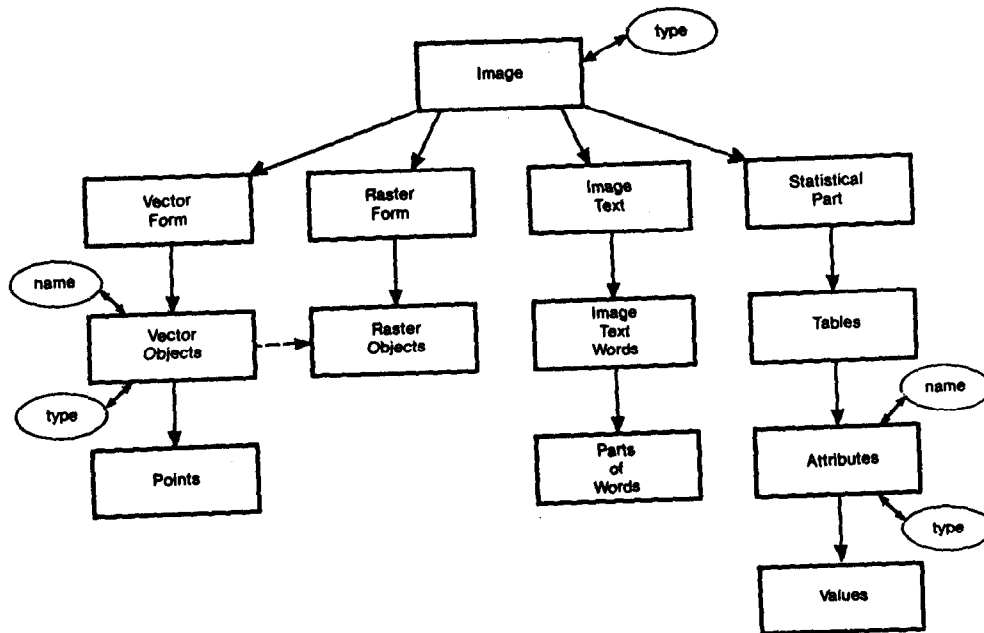 type
Image
Vector
Form
Raster
Form
Image
Text
Statistical
Part
name
Vector
Objects
Raster
Objects
Image
Text
Words
Tables
name
type
Points
Parts
of
Words
Attributes
type
Values